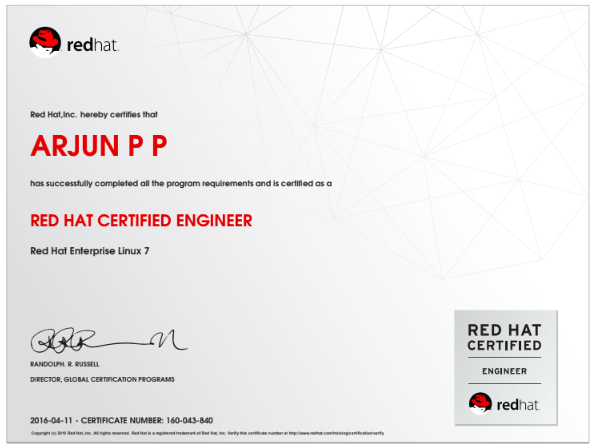 redhat.
Red Hat,Inc. hereby certifies that
ARJUN P P
has successfully completed all the program requirements and is certified as a
RED HAT CERTIFIED ENGINEER
Red Hat Enterprise Linux 7
RANDOLPH. R. RUSSELL
DIRECTOR, GLOBAL CERTIFICATION PROGRAMS
2016-04-11 - CERTIFICATE NUMBER: 160-043-840
Copyright (c) 2010 Red Hat, Inc. All rights reserved. Red Hat is a registered trademark of Red Hat, Inc. Verify this certificate number at http://www.redhat.com/training/certification/verify
RED HAT
CERTIFIED
ENGINEER
redhat.